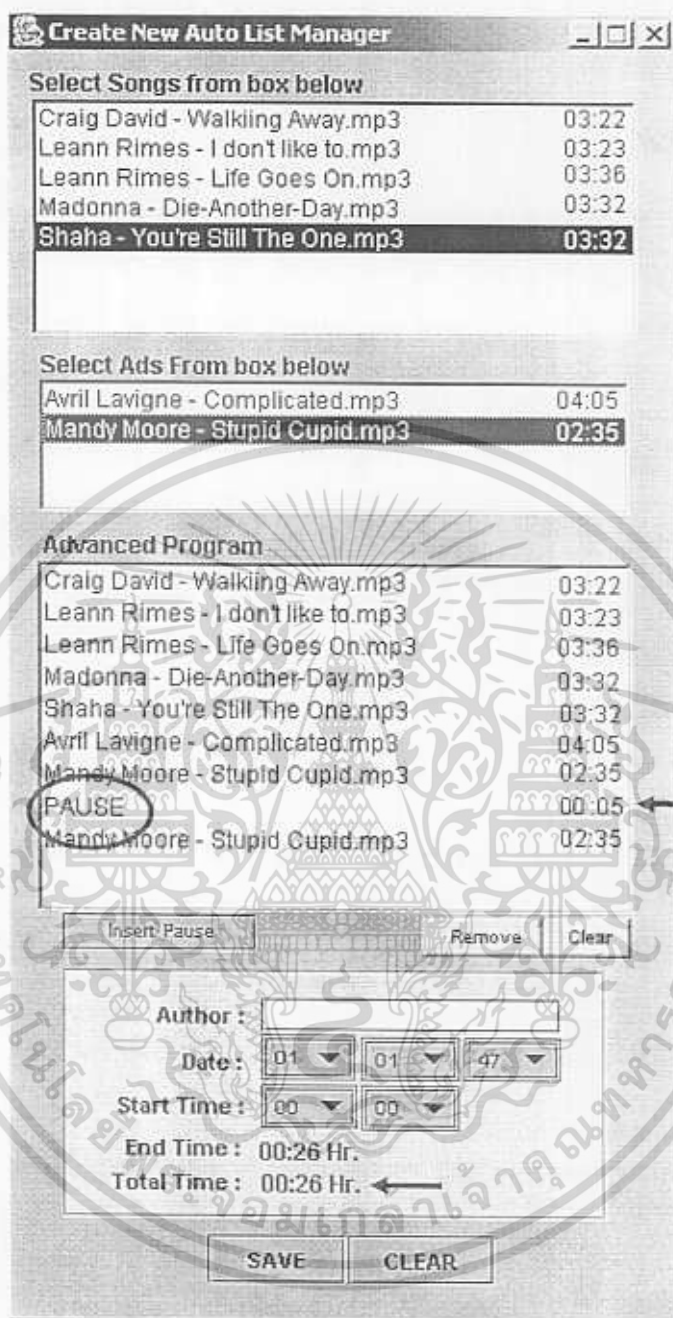 Create New Auto List Manager
Select Songs from box below
Craig David - Walkiing Away.mp3 03:22
Leann Rimes - I don't like to.mp3 03:23
Leann Rimes - Life Goes On.mp3 03:36
Madonna - Die-Another-Day.mp3 03:32
Shaha - You're Still The One.mp3 03:32
Select Ads From box below
Avril Lavigne - Complicated.mp3 04:05
Mandy Moore - Stupid Cupid.mp3 02:35
Advanced Program
Craig David - Walkiing Away.mp3 03:22
Leann Rimes - I don't like to.mp3 03:23
Leann Rimes - Life Goes On.mp3 03:36
Madonna - Die-Another-Day.mp3 03:32
Shaha - You're Still The One.mp3 03:32
Avril Lavigne - Complicated.mp3 04:05
Mandy Moore - Stupid Cupid.mp3 02:35
PAUSE 00:05
Mandy Moore - Stupid Cupid.mp3 02:35
Insert Pause Remove Clear
Author :
Date : 01 01 47
Start Time : 00 00
End Time : 00:26 Hr.
Total Time : 00:26 Hr.
SAVE CLEAR